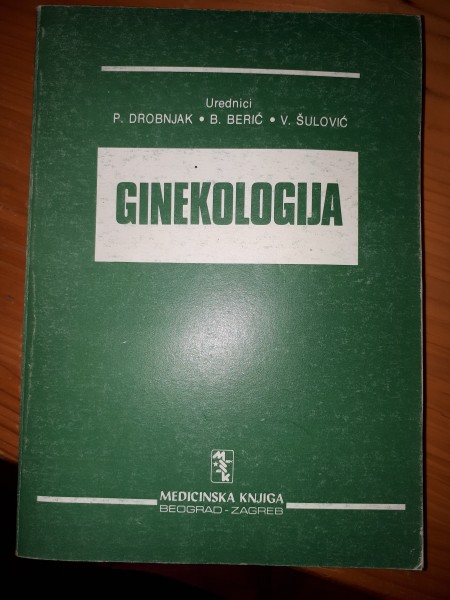 Urednici
P. DROBNJAK • B. BERIĆ • V. ŠULOVIĆ
GINEKOLOGIJA
MEDICINSKA KNJIGA
BEOGRAD - ZAGREB